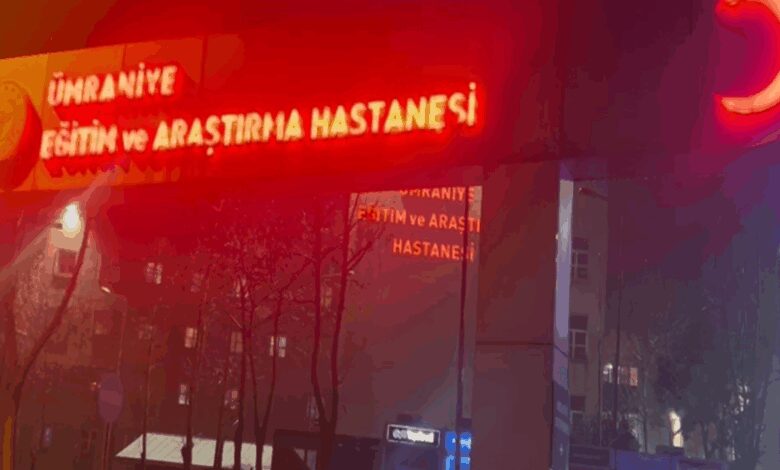 ÜMRANİYE
EĞİTİM ve ARAŞTIRMA HASTANESİ
ÜMRANİYE
EĞİTİM ve ARAŞTI
HASTANESİ